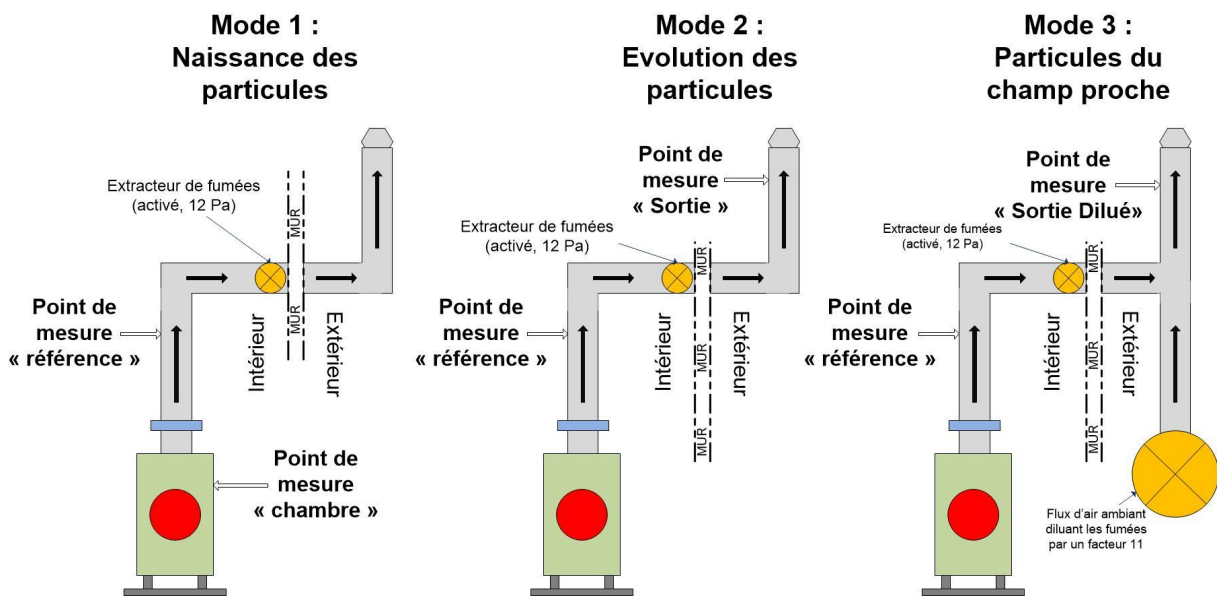 Mode 1 :
Naissance des
particules
Extracteur de fumées
(activé, 12 Pa)
MUR
MUR
Point de
mesure
« référence »
Intérieur
Extérieur
Point de
mesure
« chambre »
Mode 2 :
Evolution des
particules
Point de
mesure
« Sortie »
Extracteur de fumées
(activé, 12 Pa)
MUR
MUR
MUR
Point de
mesure
« référence »
Intérieur
Extérieur
Mode 3 :
Particules du
champ proche
Point de
mesure
« Sortie Dilué»
Extracteur de fumées
(activé, 12 Pa)
MUR
MUR
MUR
Point de
mesure
« référence »
Intérieur
Extérieur
Flux d'air ambiant
diluant les fumées
par un facteur 11